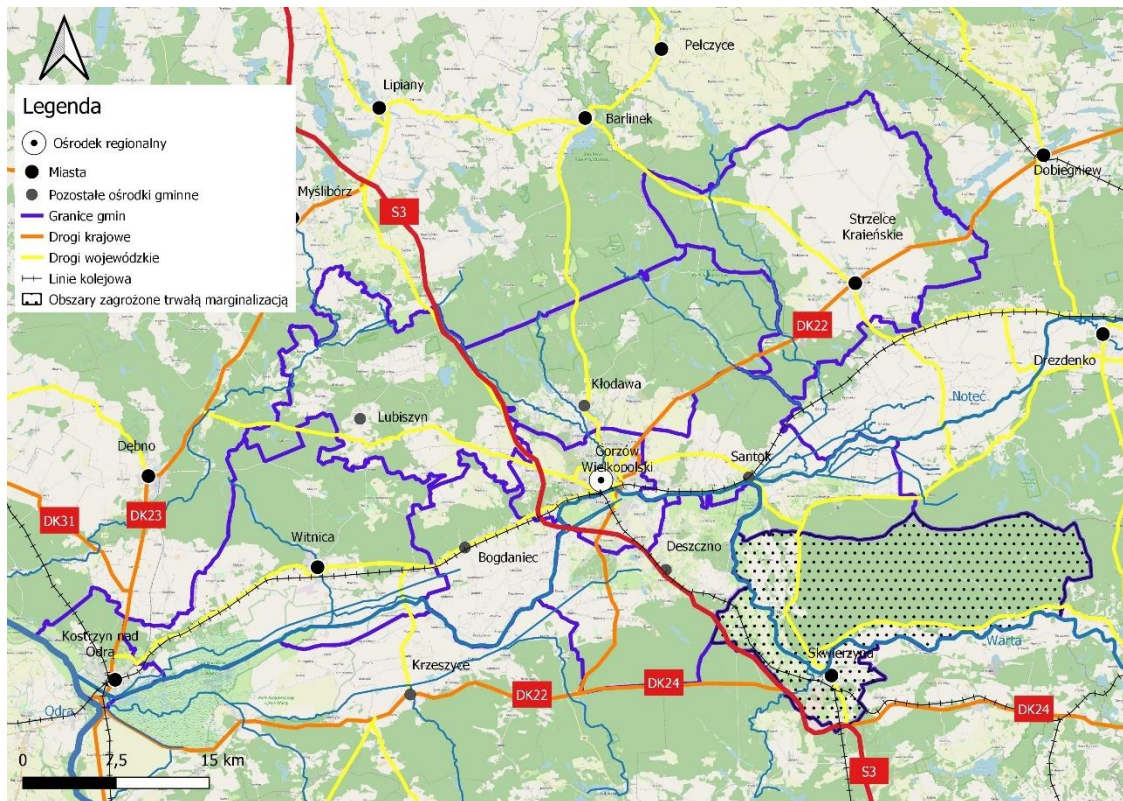 Legenda
Ośrodek regionalny
Miasta
Pozostałe ośrodki gminne
Granice gmin
Drogi krajowe
Drogi wojewódzkie
Linie kolejowa
Obszary zagrożone trwałą marginalizacją
Pełczyce
Lipiany
Barlinek
Dobiegniew
Myślibórz
S3
Strzelce
Kraieńskie
DK22
Drezdenko
Noteć
Kłodawa
Lubiszyn
Dębno
Gorzów
Wielkopolski
Santok
DK31
DK23
Witnica
Bogdaniec
Deszczno
Kostrzyn nad
Odrą
Odra
Krzeszyce
DK22
DK24
Skwierzyna
Warta
DK24
S3
0
7,5
15 km